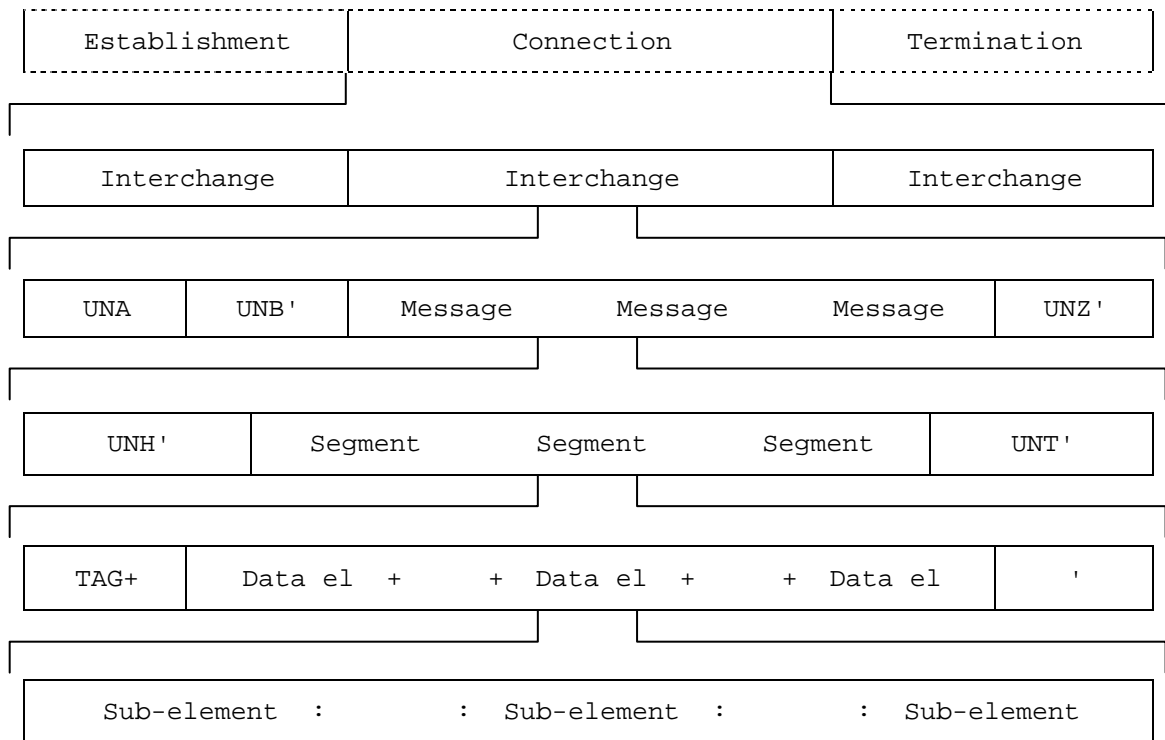 Establishment Connection Termination
Interchange Interchange Interchange
UNA UNB' Message Message Message UNZ'
UNH' Segment Segment Segment UNT'
TAG+ Data el + + Data el + + Data el '
Sub-element : : Sub-element : : Sub-element